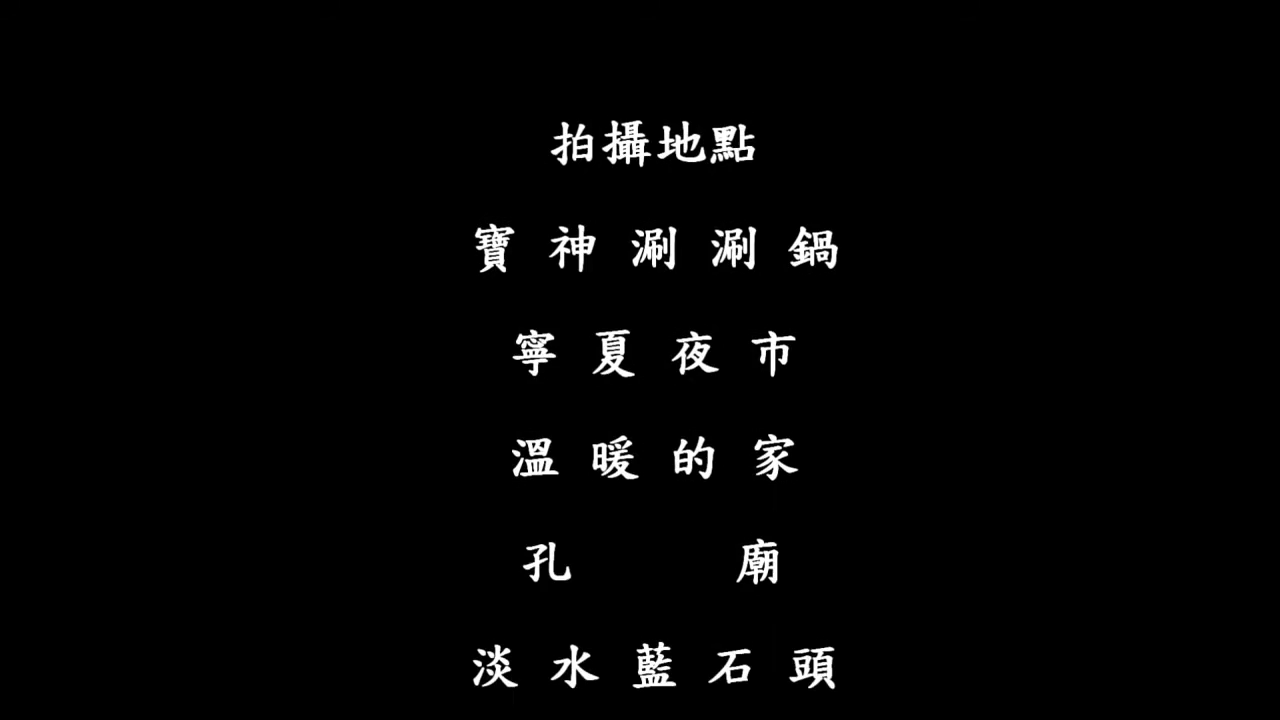 拍攝地點
寶 神 涮 涮 鍋
寧 夏 夜 市
溫 暖 的 家
孔 廟
淡 水 藍 石 頭